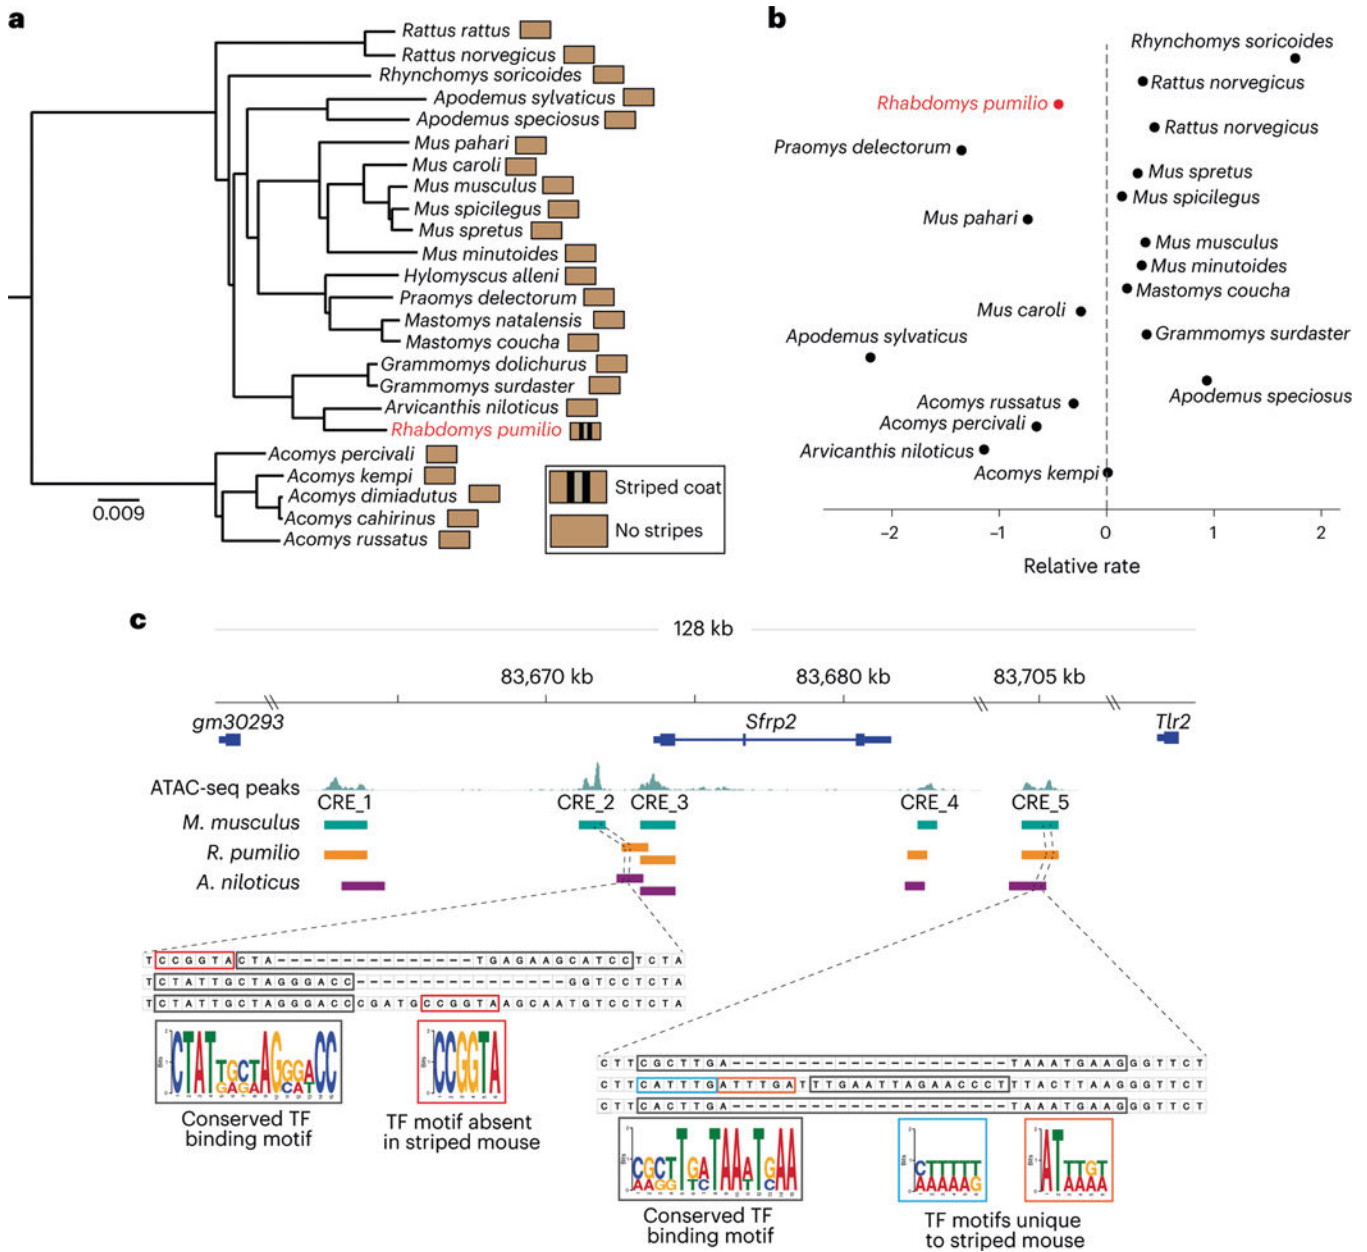 a
Rattus rattus
Rattus norvegicus
Rhynchomys soricoides
Apodemus sylvaticus
Apodemus speciosus
Mus pahari
Mus caroli
Mus musculus
Mus spicilegus
Mus spretus
Mus minutoides
Hylomyscus alleni
Praomys delectorum
Mastomys natalensis
Mastomys coucha
Grammomys dolichurus
Grammomys surdaster
Arvicanthis niloticus
Rhabdomys pumilio
Acomys percivali
Acomys kempi
Acomys dimiadutus
Acomys cahirinus
Acomys russatus
0.009
Striped coat
No stripes
b
Rhynchomys soricoides
Rattus norvegicus
Rhabdomys pumilio
Rattus norvegicus
Praomys delectorum
Mus spretus
Mus spicilegus
Mus pahari
Mus musculus
Mus minutoides
Mastomys coucha
Mus caroli
Grammomys surdaster
Apodemus sylvaticus
Apodemus speciosus
Acomys russatus
Acomys percivali
Arvicanthis niloticus
Acomys kempi
−2 −1 0 1 2
Relative rate
c
128 kb
83,670 kb 83,680 kb 83,705 kb
gm30293 Sfrp2 Tlr2
ATAC-seq peaks
CRE_1 CRE_2 CRE_3 CRE_4 CRE_5
M. musculus
R. pumilio
A. niloticus
TCCGGTACTA---------------TGAGAAGCATCCTCTA
TCTATTGCTAGGGACC----------------GGTCCTCTA
TCTATTGCTAGGGACCCGATGCCGGTAAGCAATGTCCTCTA
Conserved TF
binding motif
TF motif absent
in striped mouse
CTTCGCTTGA---------------------TAAATGAAGGGTTCT
CTTCATTTGATTTGATTTGAATTAGAACCCTTTACTTAAGGGTTCT
CTTCACTTGA---------------------TAAATGAAGGGTTCT
Conserved TF
binding motif
TF motifs unique
to striped mouse